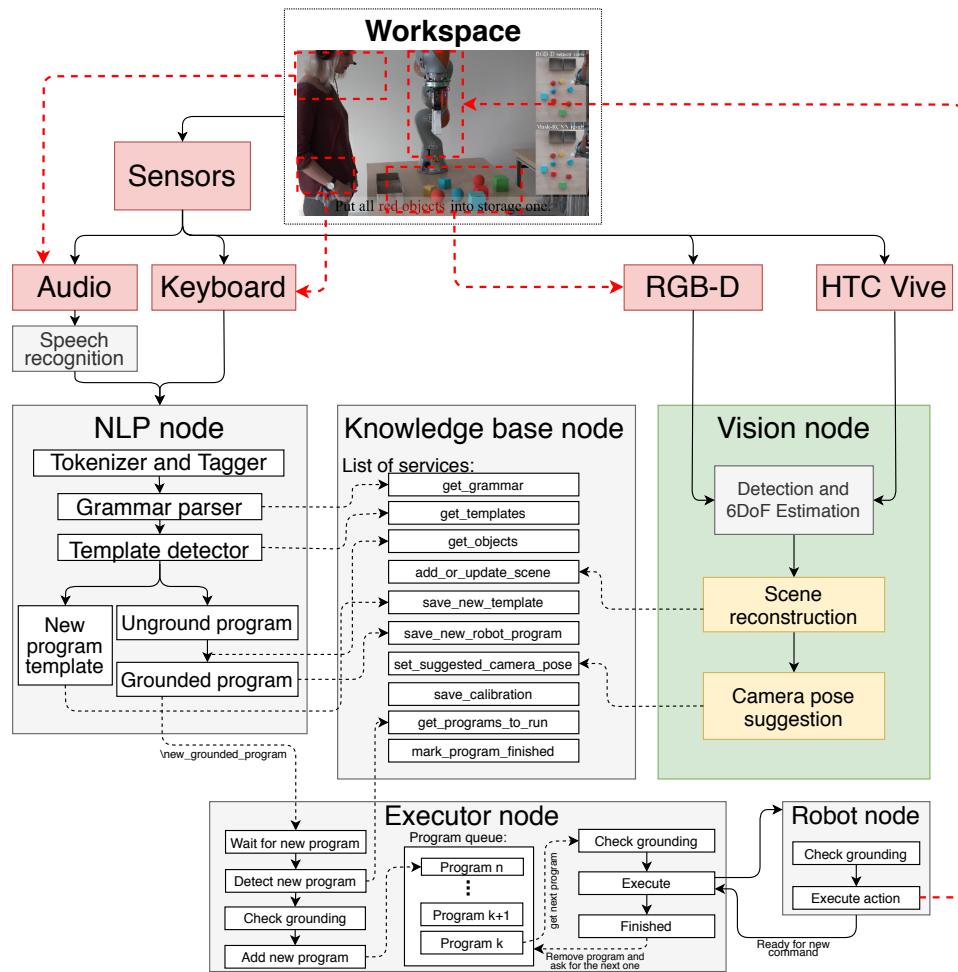 Workspace
RGB-D sensor view
Mask-RCNN result
Put all red objects into storage one.
Sensors
Audio
Keyboard
RGB-D
HTC Vive
Speech
recognition
NLP node
Tokenizer and Tagger
Grammar parser
Template detector
New
program
template
Unground program
Grounded program
\new_grounded_program
Knowledge base node
List of services:
get_grammar
get_templates
get_objects
add_or_update_scene
save_new_template
save_new_robot_program
set_suggested_camera_pose
save_calibration
get_programs_to_run
mark_program_finished
Vision node
Detection and
6DoF Estimation
Scene
reconstruction
Camera pose
suggestion
Executor node
Wait for new program
Detect new program
Check grounding
Add new program
Program queue:
Program n
Program k+1
Program k
get next program
Check grounding
Execute
Finished
Remove program and
ask for the next one
Robot node
Check grounding
Execute action
Ready for new
command